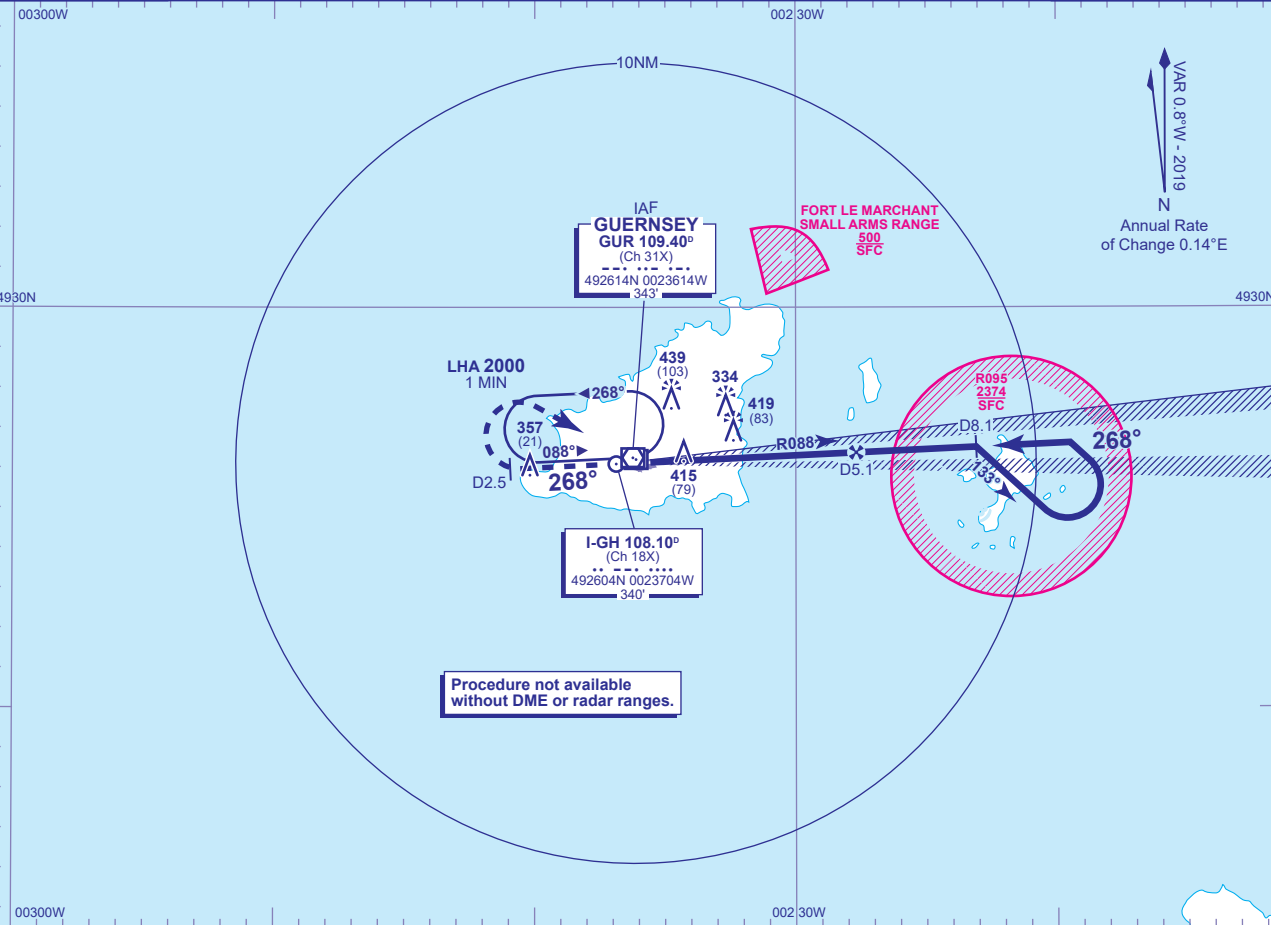 00300W
00230W
10NM
VAR 0.8°W - 2019
N
Annual Rate
of Change 0.14°E
IAF
GUERNSEY
GUR 109.40ᴰ
(Ch 31X)
492614N 0023614W
343'
FORT LE MARCHANT
SMALL ARMS RANGE
500
SFC
4930N
4930N
LHA 2000
1 MIN
268°
439
(103)
334
419
(83)
357
(21)
088°
D2.5
268°
415
(79)
R088
D5.1
R095
2374
SFC
D8.1
268°
133°
I-GH 108.10ᴰ
(Ch 18X)
492604N 0023704W
340'
Procedure not available
without DME or radar ranges.
00300W
00230W